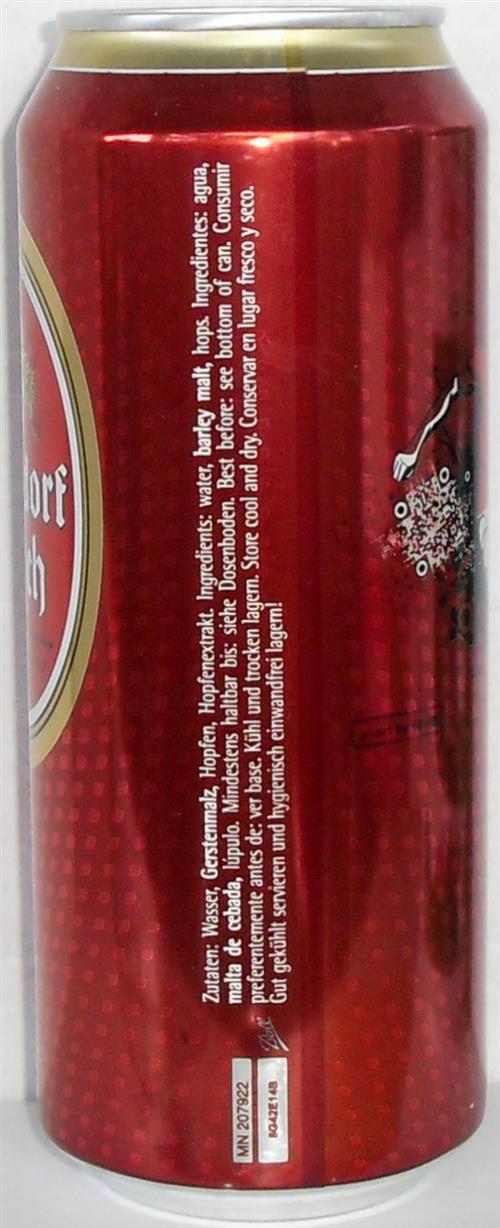 Zutaten: Wasser, Gerstenmalz, Hopfen, Hopfenextrakt. Ingredients: water, barley malt, hops. Ingredientes: agua,
malta de cebada, lúpulo. Mindestens haltbar bis: siehe Dosenboden. Best before: see bottom of can. Consumir
preferentemente antes de: ver base. Kühl und trocken lagern. Store cool and dry. Conservar en lugar fresco y seco.
Gut gekühlt servieren und hygienisch einwandfrei lagern!
Ball
MN 207922
8G42E14B